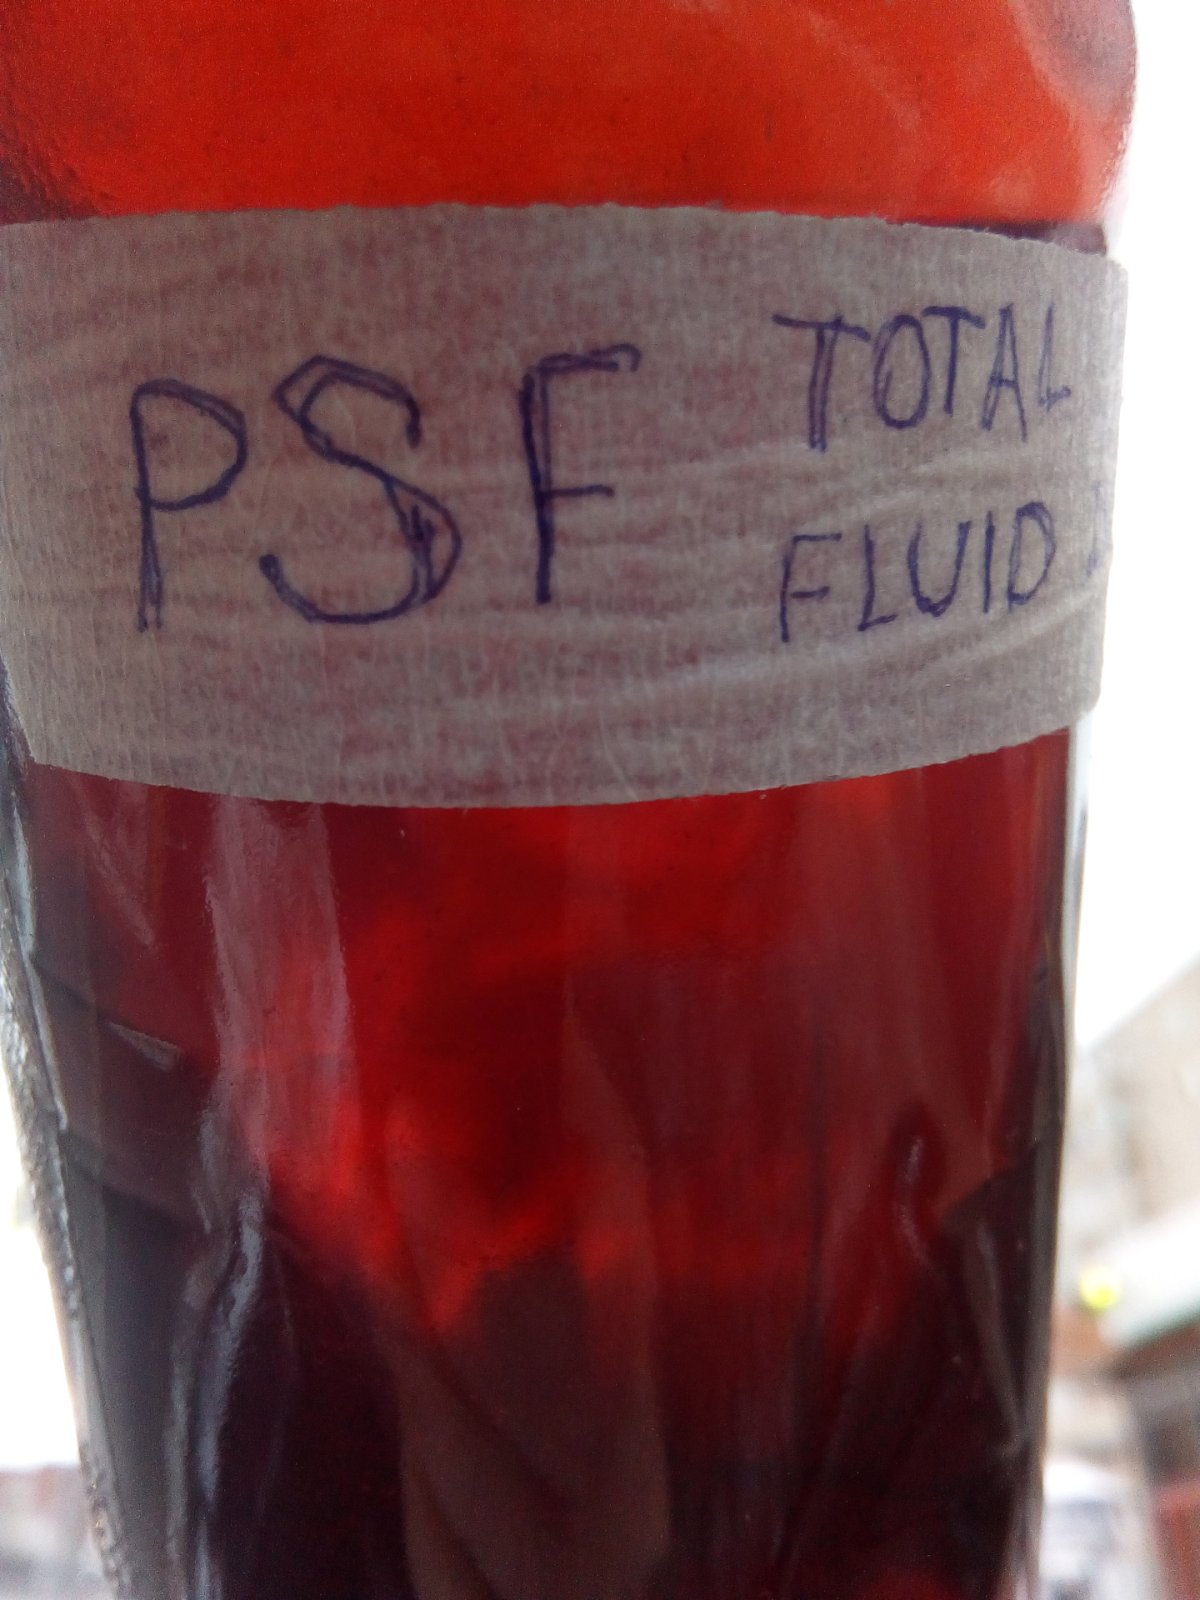 PSF
TOTAL
FLUID